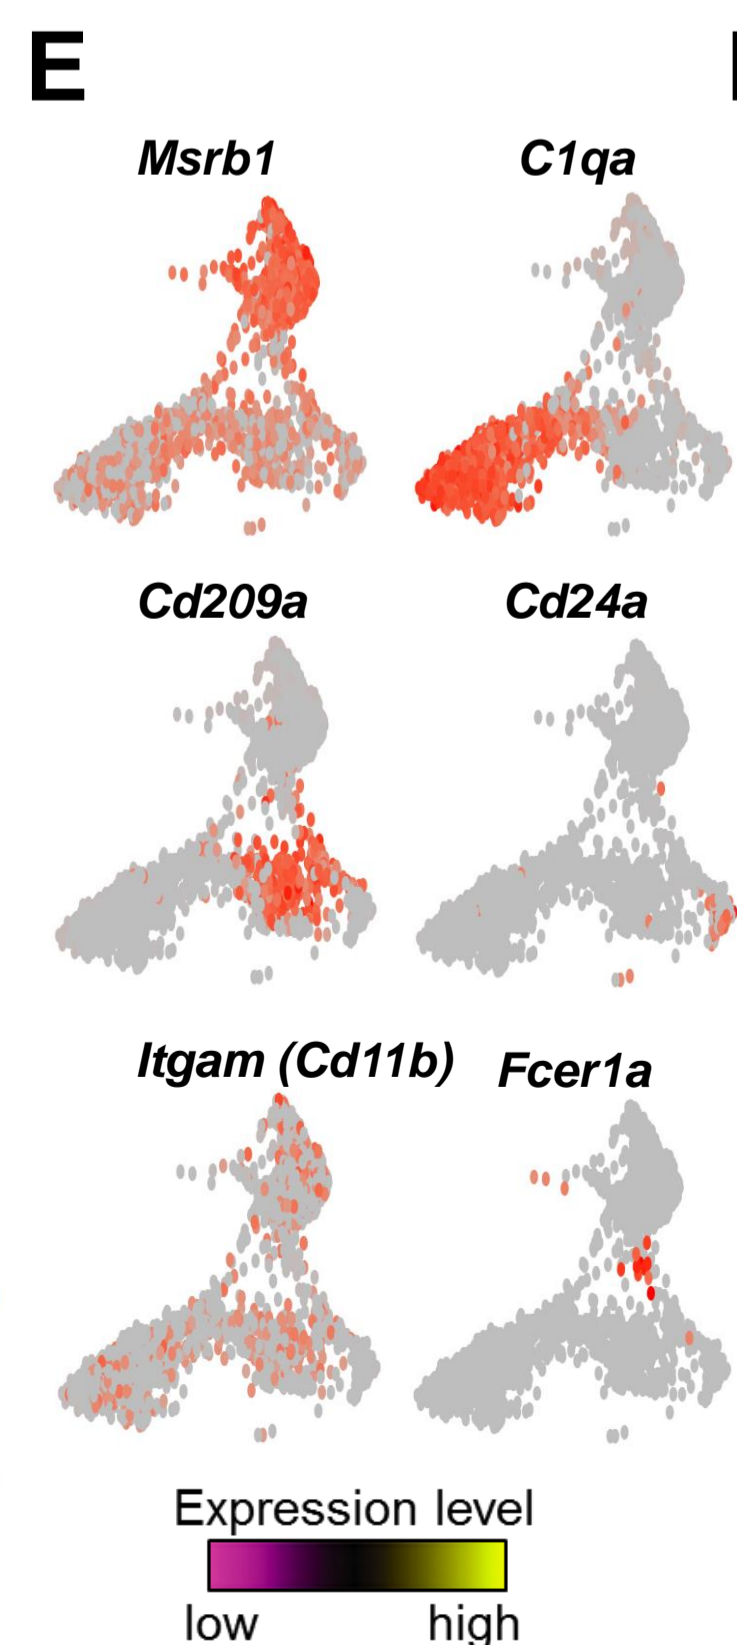 E
Msrb1 C1qa
Cd209a Cd24a
Itgam (Cd11b) Fcer1a
Expression level
low high